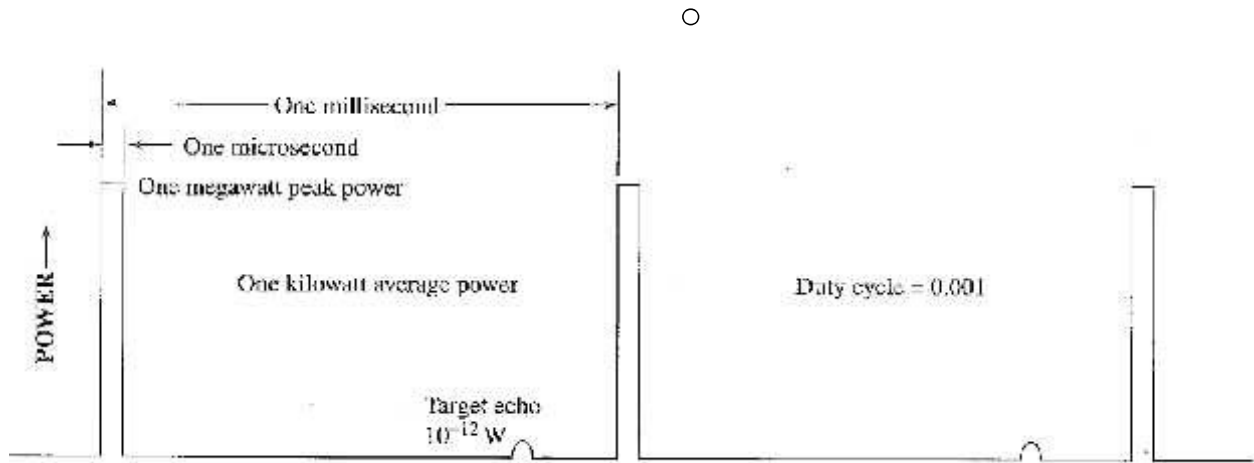 One millisecond
One microsecond
One megawatt peak power
POWER
One kilowatt average power
Duty cycle = 0.001
Target echo
10⁻¹² W